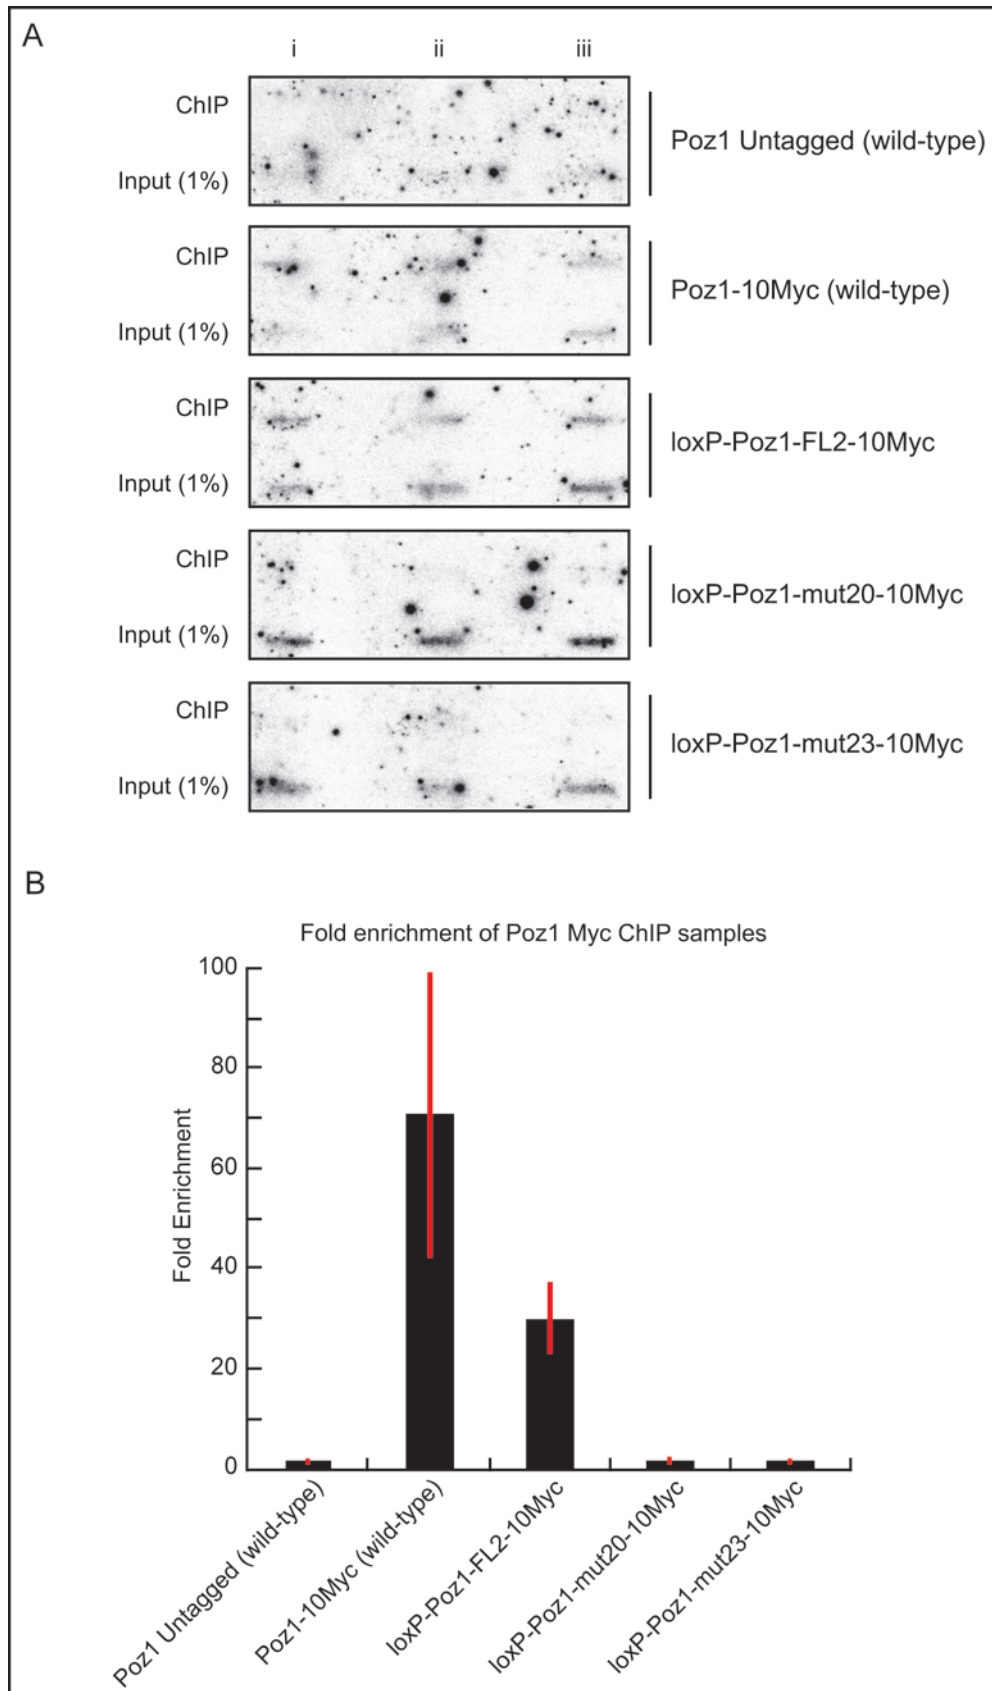 A
i ii iii
ChIP
Input (1%)
Poz1 Untagged (wild-type)
ChIP
Input (1%)
Poz1-10Myc (wild-type)
ChIP
Input (1%)
loxP-Poz1-FL2-10Myc
ChIP
Input (1%)
loxP-Poz1-mut20-10Myc
ChIP
Input (1%)
loxP-Poz1-mut23-10Myc
B
Fold enrichment of Poz1 Myc ChIP samples
Fold Enrichment
100
80
60
40
20
0
Poz1 Untagged (wild-type)
Poz1-10Myc (wild-type)
loxP-Poz1-FL2-10Myc
loxP-Poz1-mut20-10Myc
loxP-Poz1-mut23-10Myc